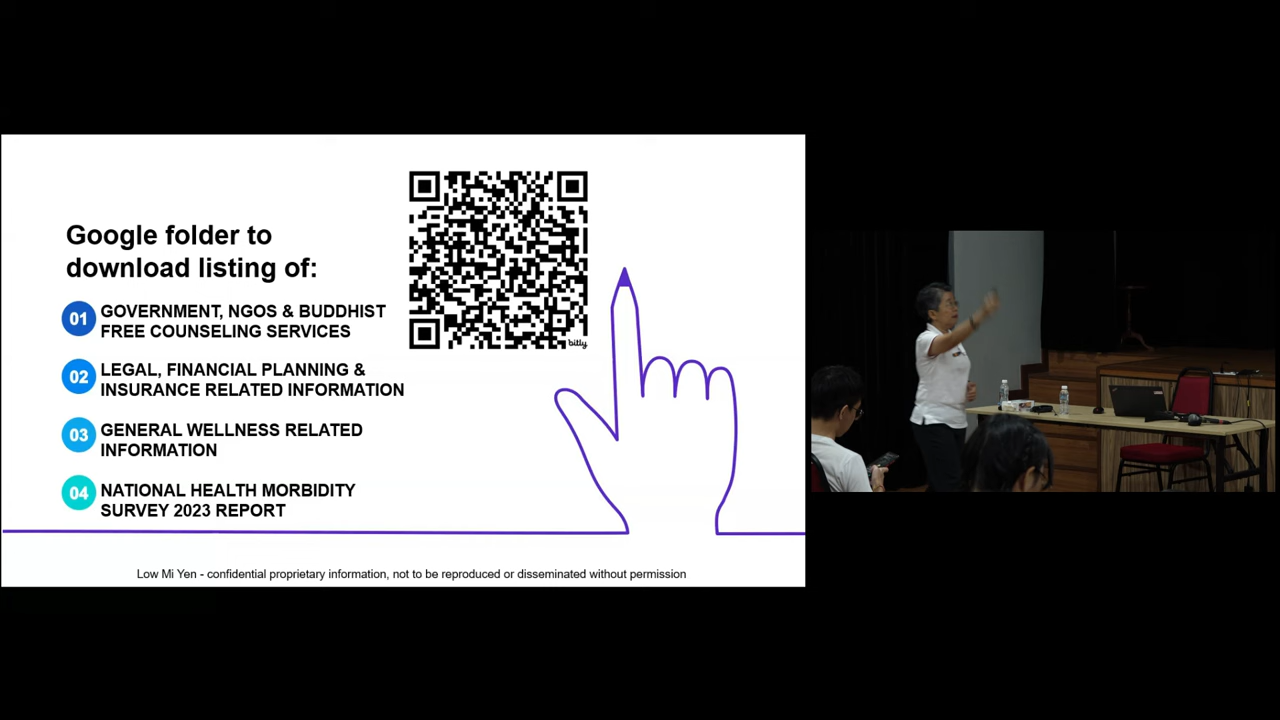 Google folder to
download listing of:
01
GOVERNMENT, NGOS & BUDDHIST
FREE COUNSELING SERVICES
02
LEGAL, FINANCIAL PLANNING &
INSURANCE RELATED INFORMATION
03
GENERAL WELLNESS RELATED
INFORMATION
04
NATIONAL HEALTH MORBIDITY
SURVEY 2023 REPORT
bitly
Low Mi Yen - confidential proprietary information, not to be reproduced or disseminated without permission